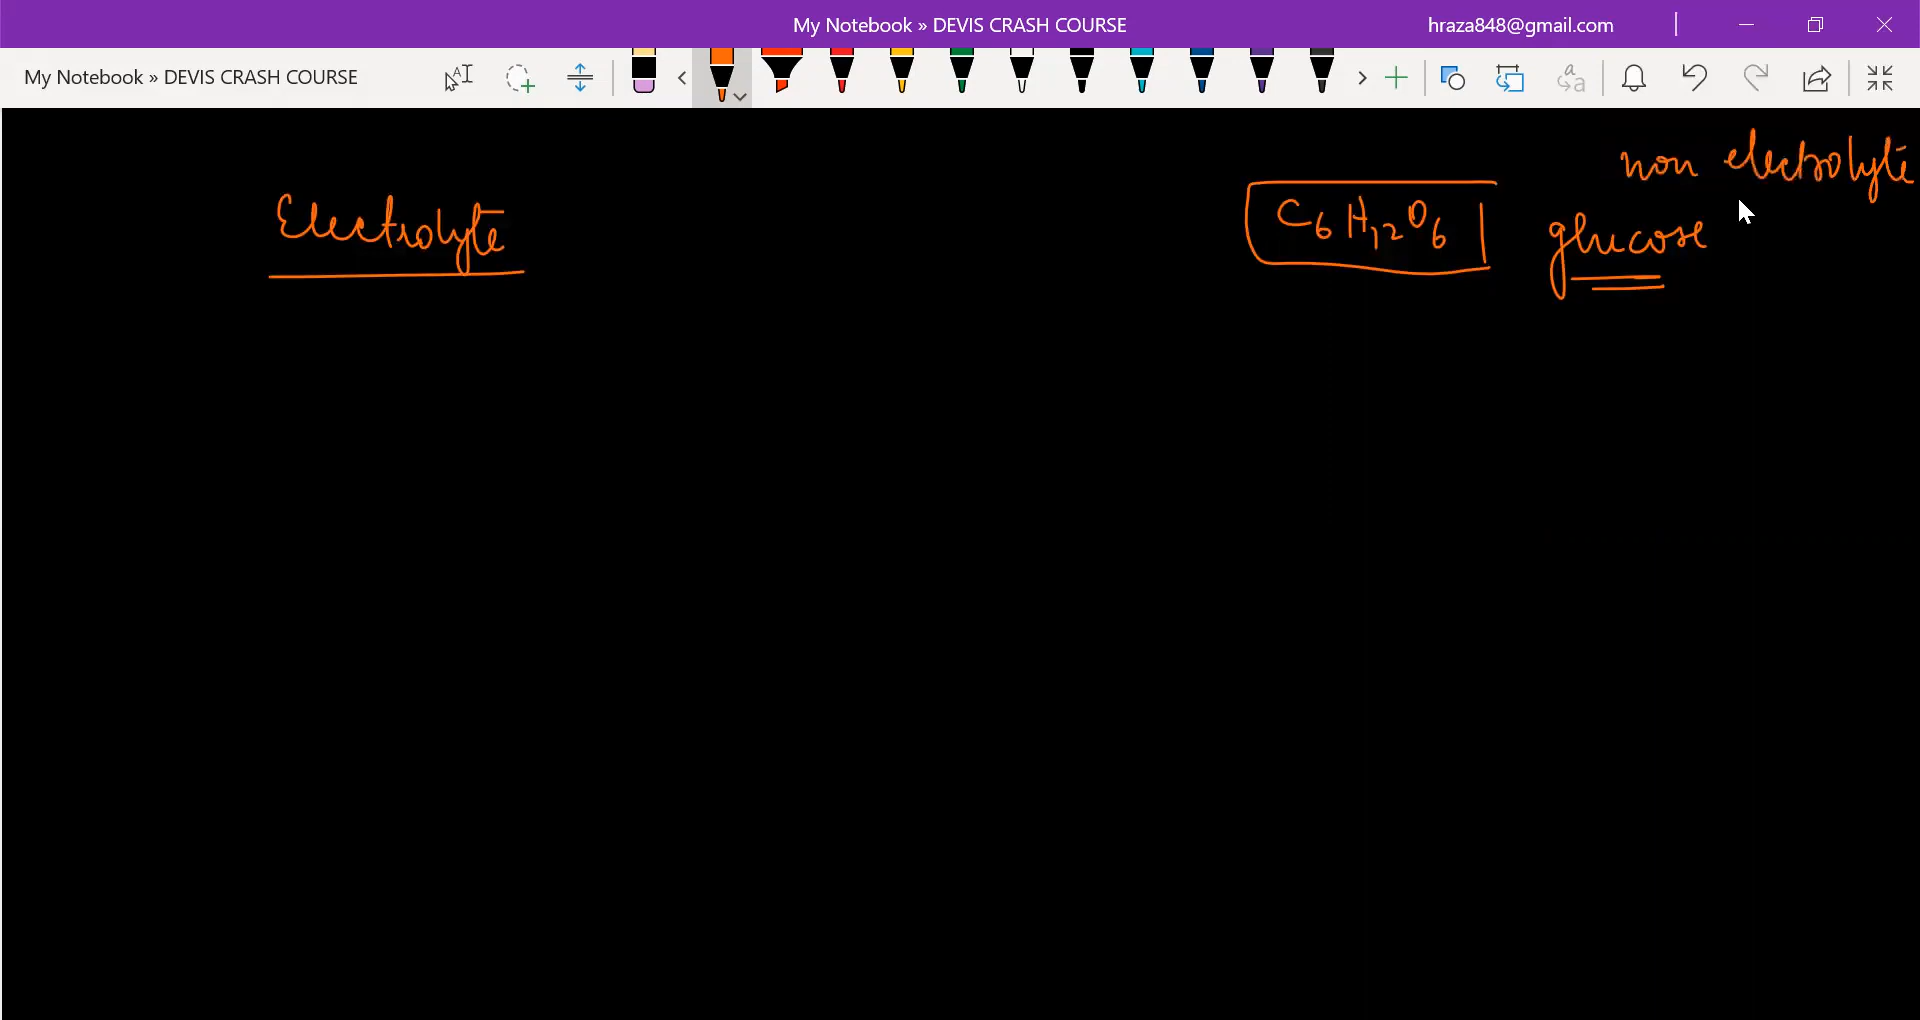 My Notebook » DEVIS CRASH COURSE
hraza848@gmail.com
My Notebook » DEVIS CRASH COURSE
non electrolyte
Electrolyte
C₆H₁₂O₆
glucose